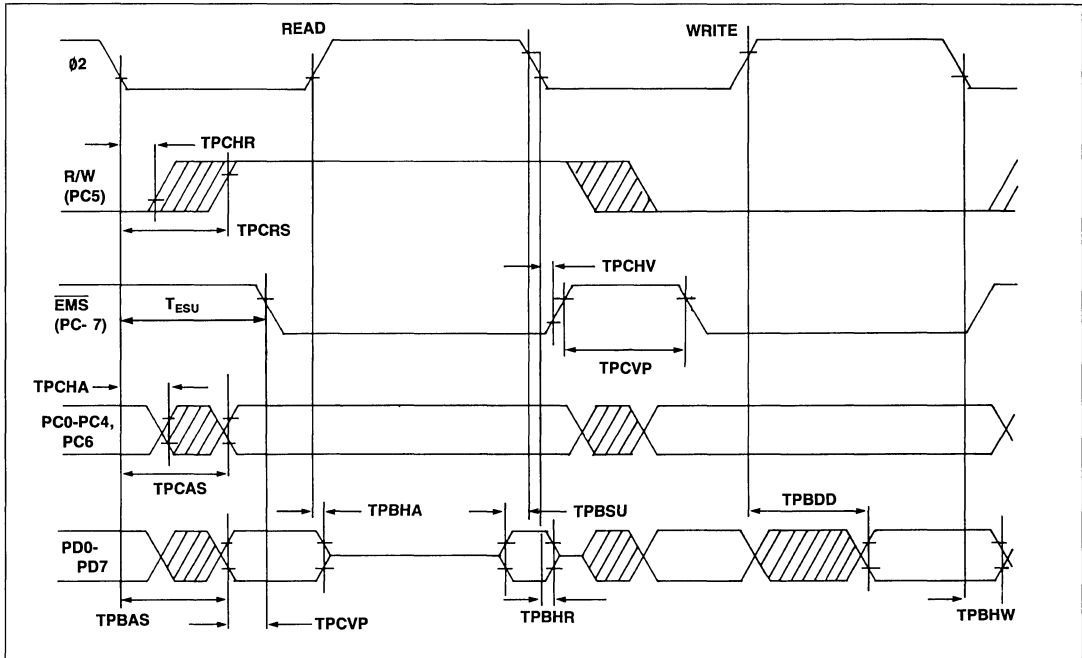 READ
WRITE
ø2
TPCHR
R/W
(PC5)
TPCRS
TPCHV
EMS
(PC- 7)
TESU
TPCVP
TPCHA
PC0-PC4,
PC6
TPCAS
TPBHA
TPBSU
TPBDD
PD0-
PD7
TPBAS
TPCVP
TPBHR
TPBHW